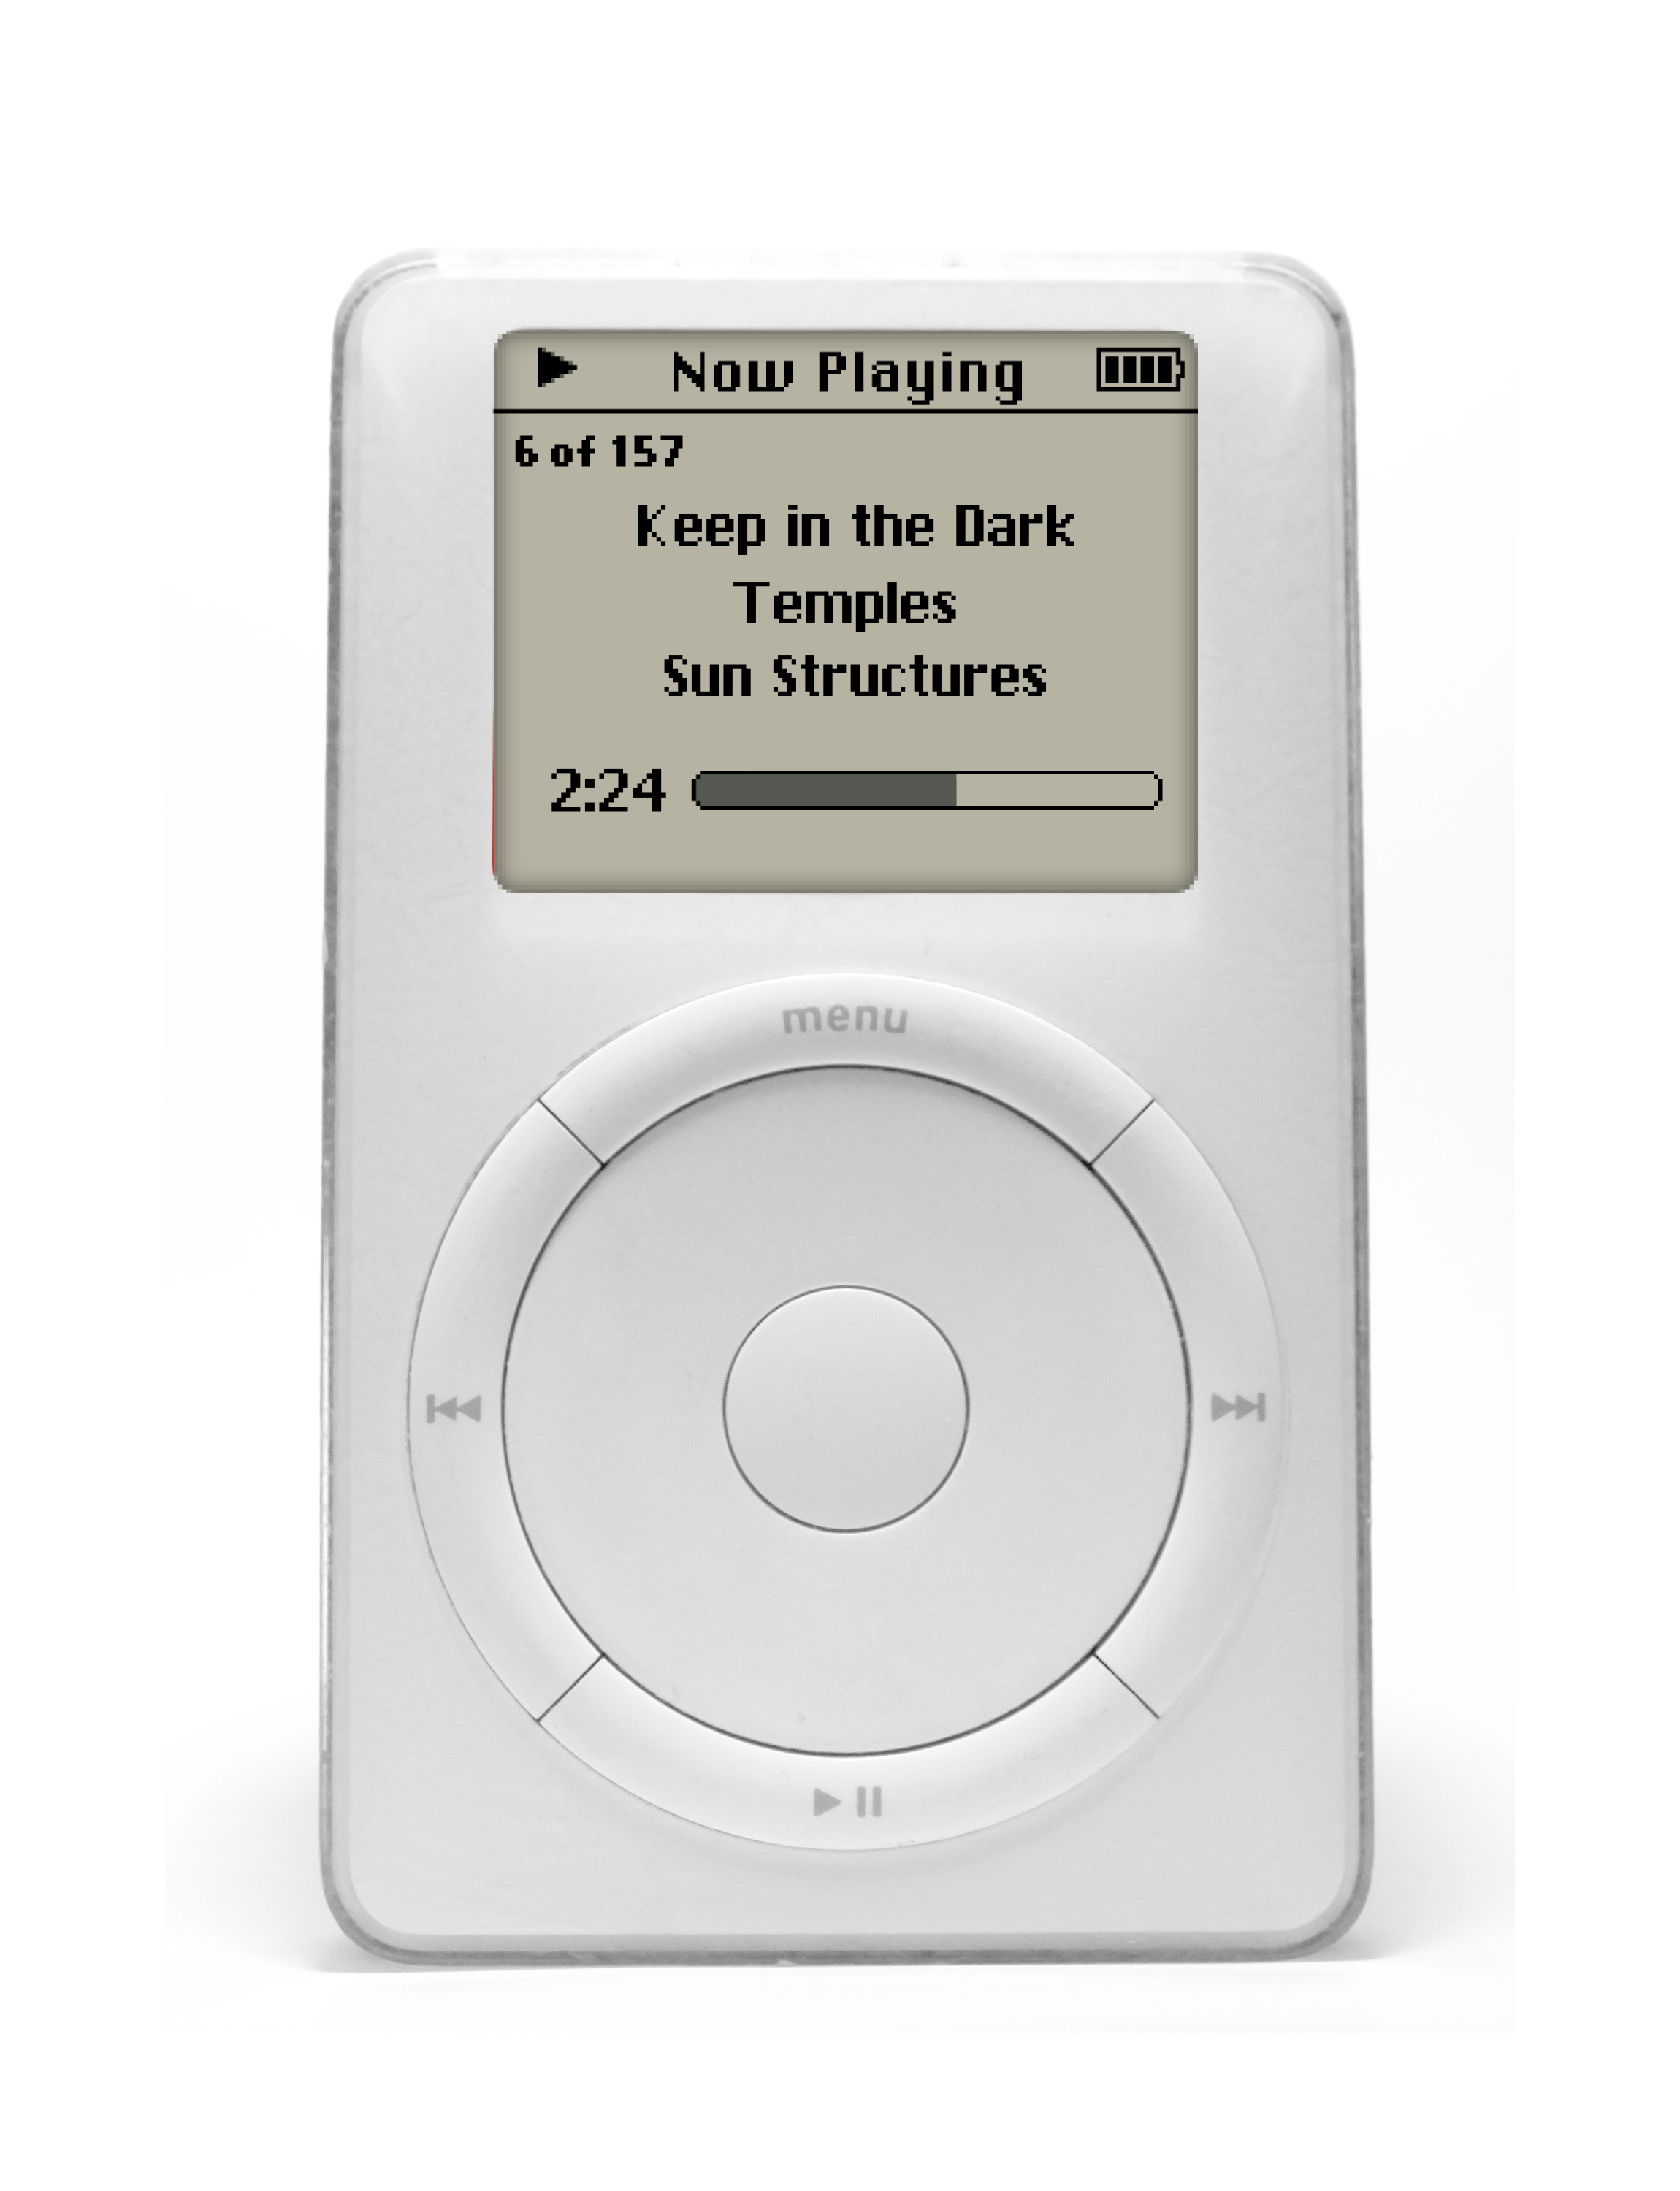 Now Playing
6 of 157
Keep in the Dark
Temples
Sun Structures
2:24
menu